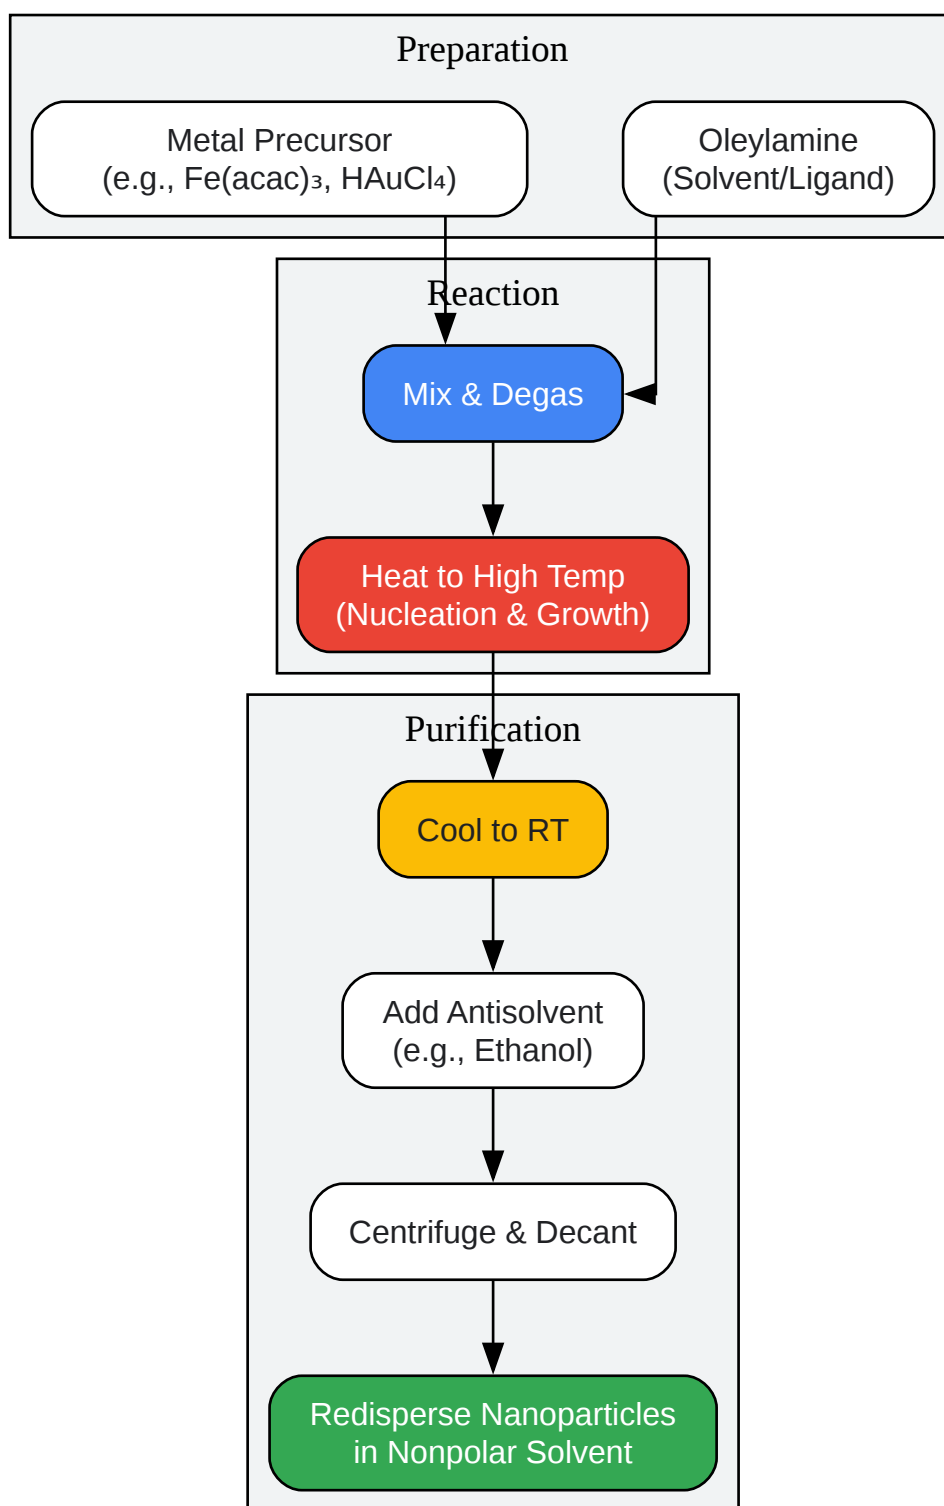 Preparation
Metal Precursor
(e.g., Fe(acac)₃, HAuCl₄)
Oleylamine
(Solvent/Ligand)
Reaction
Mix & Degas
Heat to High Temp
(Nucleation & Growth)
Purification
Cool to RT
Add Antisolvent
(e.g., Ethanol)
Centrifuge & Decant
Redisperse Nanoparticles
in Nonpolar Solvent